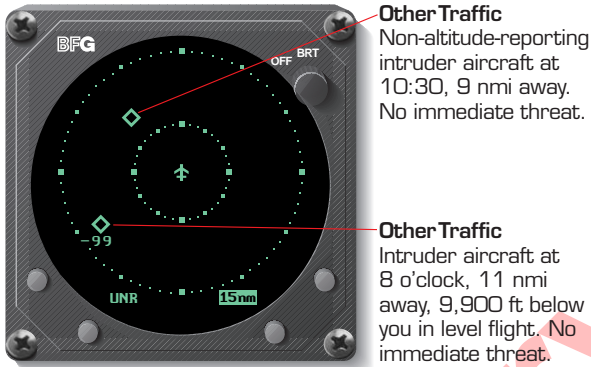 BFG
OFF BRT
-99
UNR
15nm
Other Traffic
Non-altitude-reporting
intruder aircraft at
10:30, 9 nmi away.
No immediate threat.
Other Traffic
Intruder aircraft at
8 o’clock, 11 nmi
away, 9,900 ft below
you in level flight. No
immediate threat.